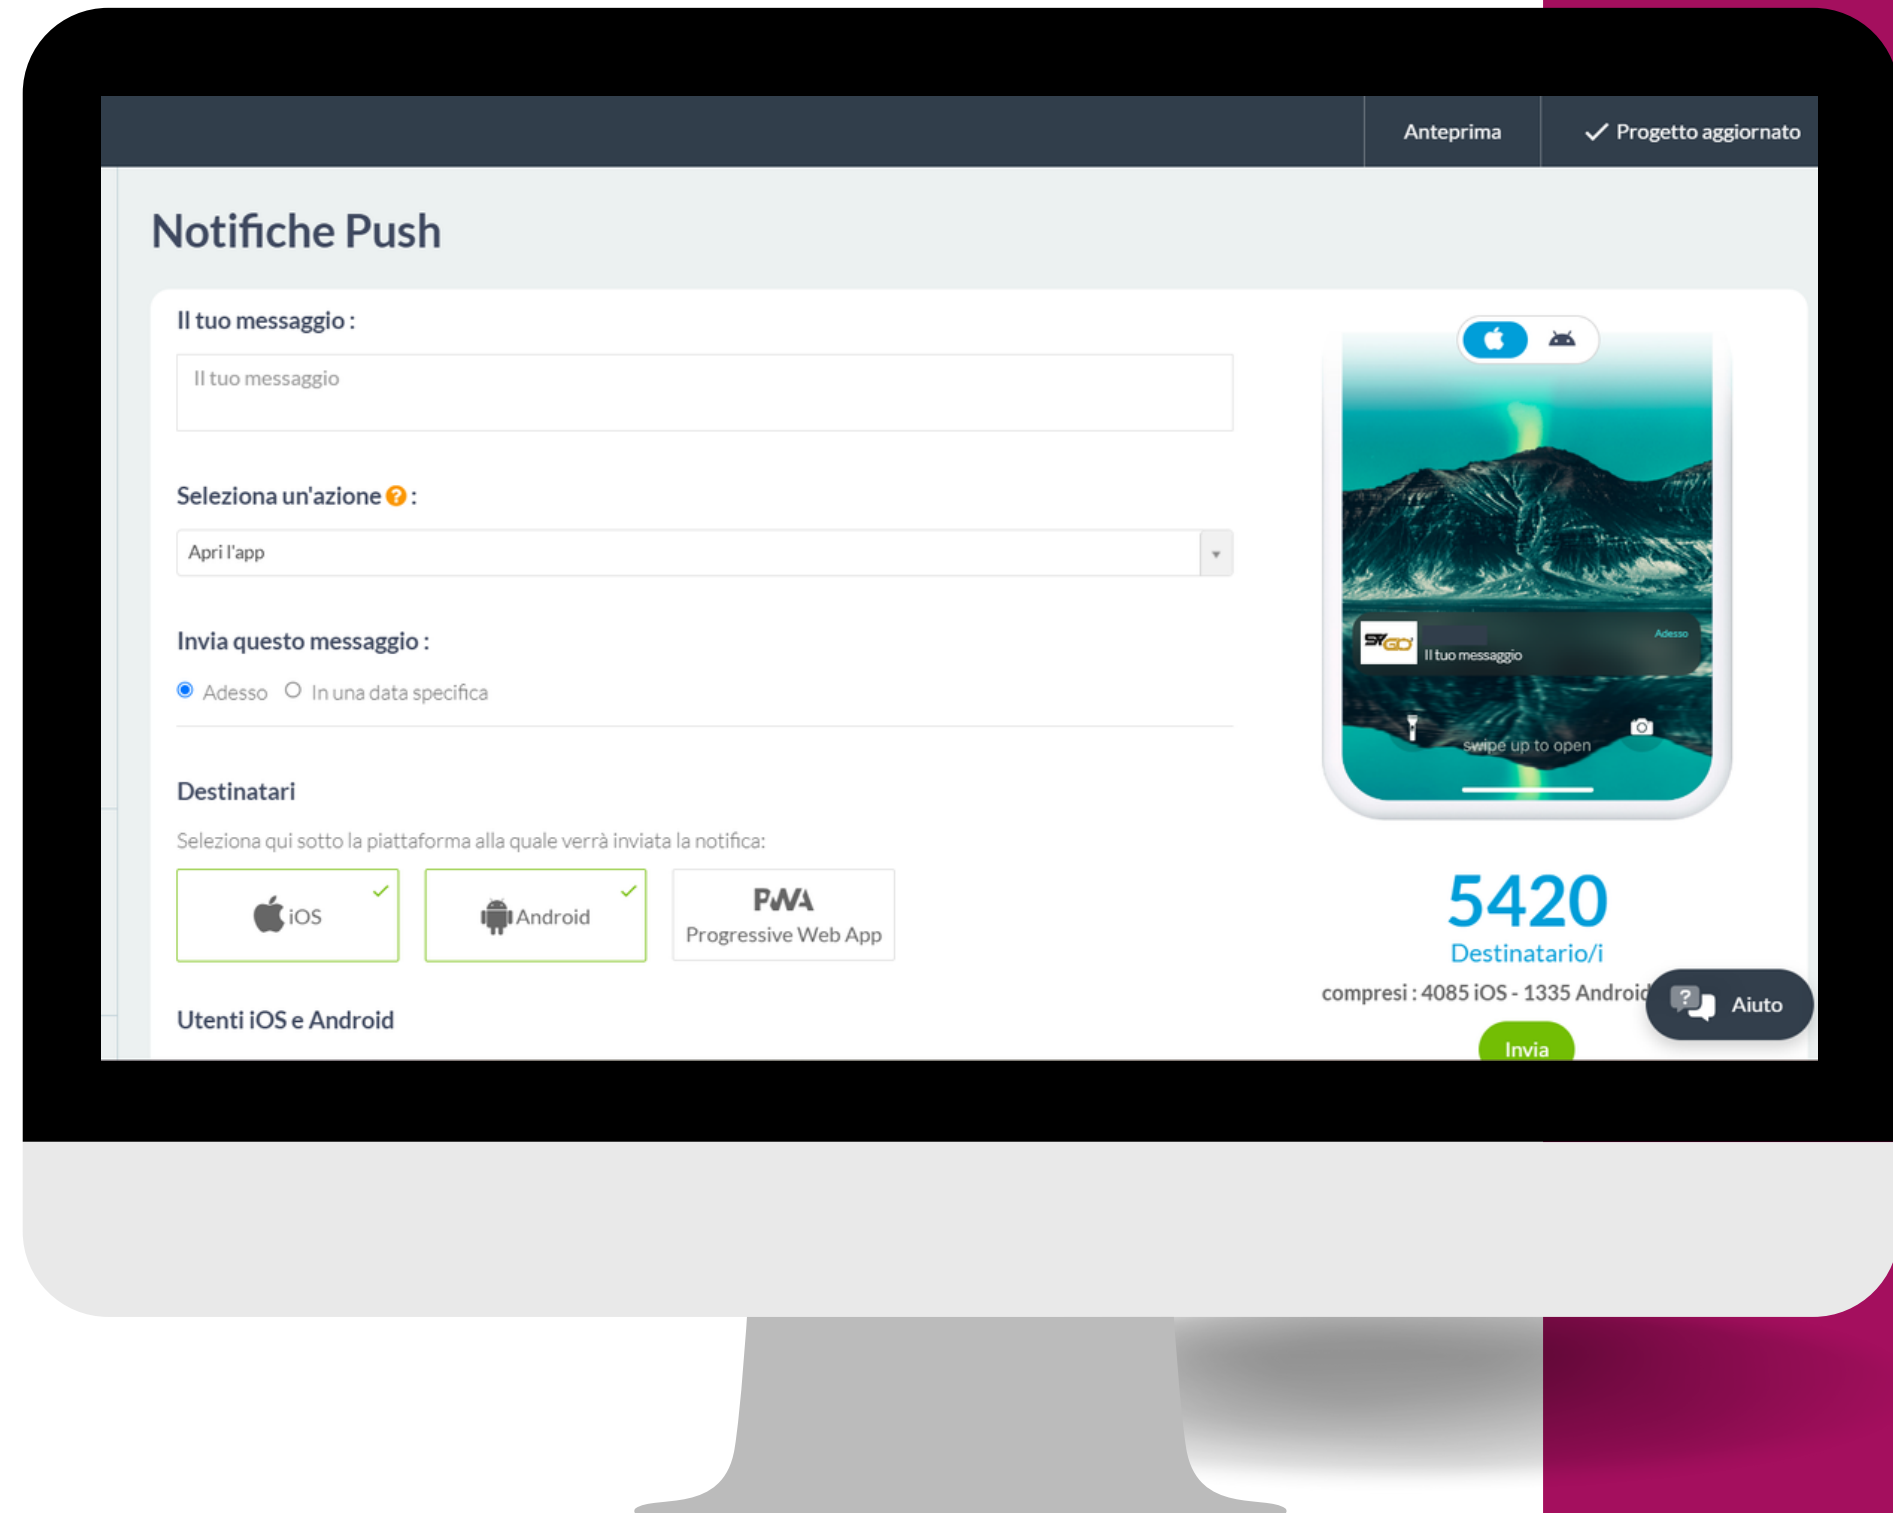 Anteprima
Progetto aggiornato
Notifiche Push
Il tuo messaggio :
Il tuo messaggio
Seleziona un'azione ? :
Apri l'app
Invia questo messaggio :
Adesso In una data specifica
Destinatari
Seleziona qui sotto la piattaforma alla quale verrà inviata la notifica:
iOS
Android
PWA
Progressive Web App
Utenti iOS e Android
Adesso
Il tuo messaggio
swipe up to open
5420
Destinatario/i
compresi : 4085 iOS - 1335 Android
? Aiuto
Invia